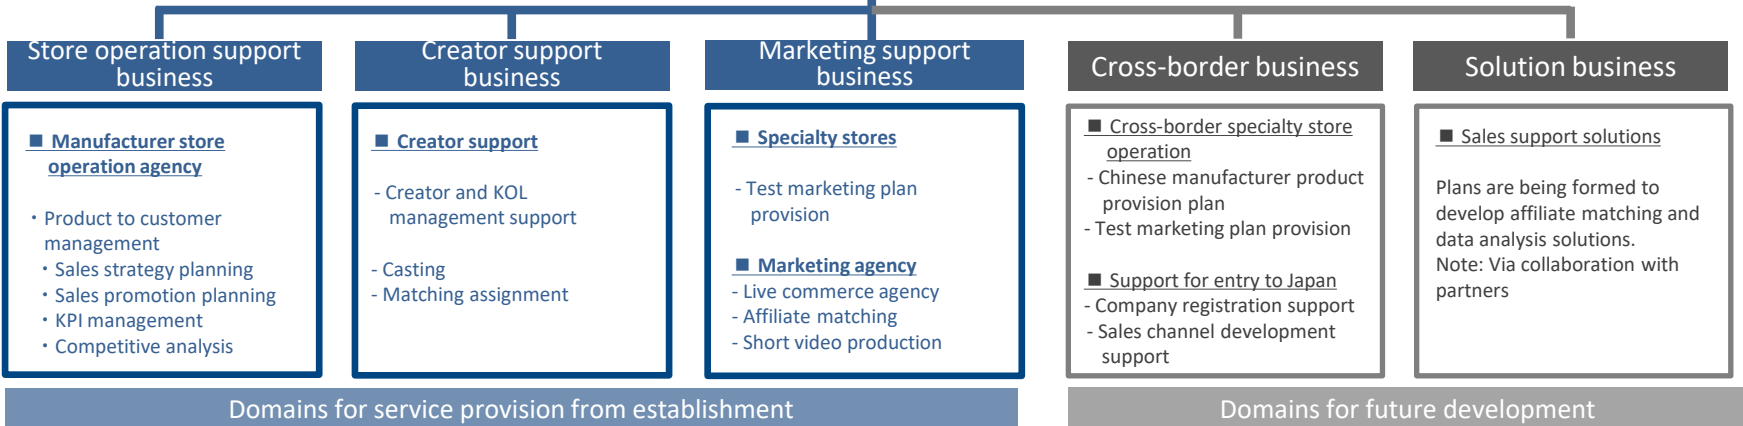 Store operation support
business
■ Manufacturer store
operation agency
・Product to customer
management
・Sales strategy planning
・Sales promotion planning
・KPI management
・Competitive analysis
Creator support
business
■ Creator support
- Creator and KOL
management support
- Casting
- Matching assignment
Marketing support
business
■ Specialty stores
- Test marketing plan
provision
■ Marketing agency
- Live commerce agency
- Affiliate matching
- Short video production
Domains for service provision from establishment
Cross-border business
■ Cross-border specialty store
operation
- Chinese manufacturer product
provision plan
- Test marketing plan provision
■ Support for entry to Japan
- Company registration support
- Sales channel development
support
Solution business
■ Sales support solutions
Plans are being formed to
develop affiliate matching and
data analysis solutions.
Note: Via collaboration with
partners
Domains for future development